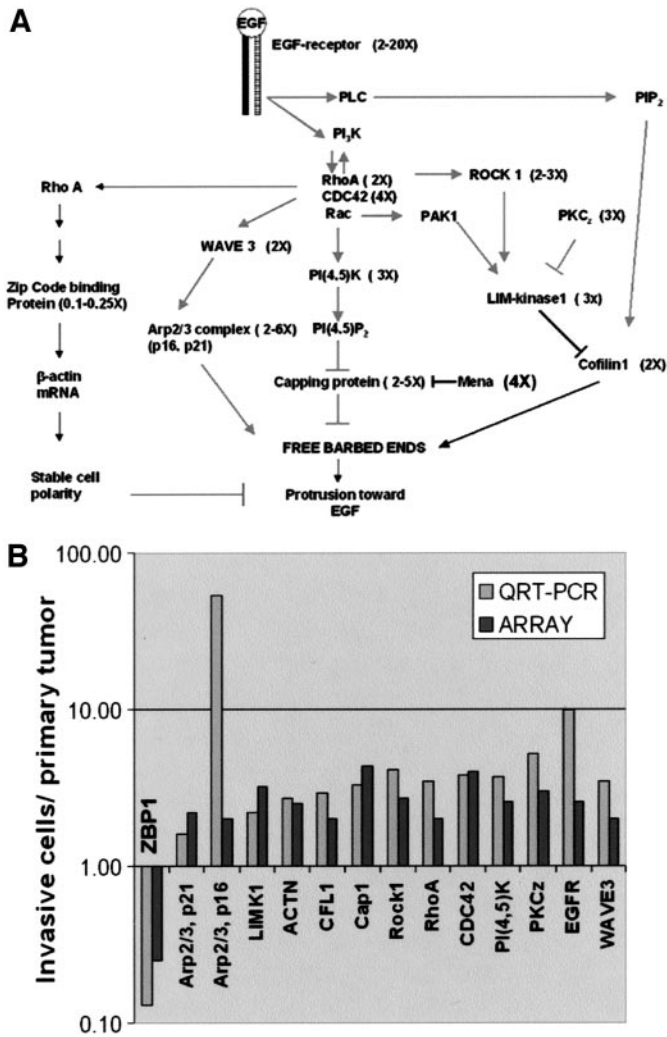 A
EGF
EGF-receptor (2-20X)
PLC
PIP₂
PI₃K
Rho A
RhoA ( 2X)
CDC42 (4X)
Rac
ROCK 1 (2-3X)
PAK1
PKCz (3X)
WAVE 3 (2X)
Zip Code binding
Protein (0.1-0.25X)
PI(4,5)K ( 3X)
LIM-kinase1 ( 3x)
Arp2/3 complex ( 2-6X)
(p16, p21)
PI(4,5)P₂
β-actin
mRNA
Capping protein ( 2-5X)
Mena (4X)
Cofilin1 (2X)
FREE BARBED ENDS
Stable cell
polarity
Protrusion toward
EGF
B
100.00
10.00
1.00
0.10
Invasive cells/ primary tumor
QRT-PCR
ARRAY
ZBP1
Arp2/3, p21
Arp2/3, p16
LIMK1
ACTN
CFL1
Cap1
Rock1
RhoA
CDC42
PI(4,5)K
PKCz
EGFR
WAVE3